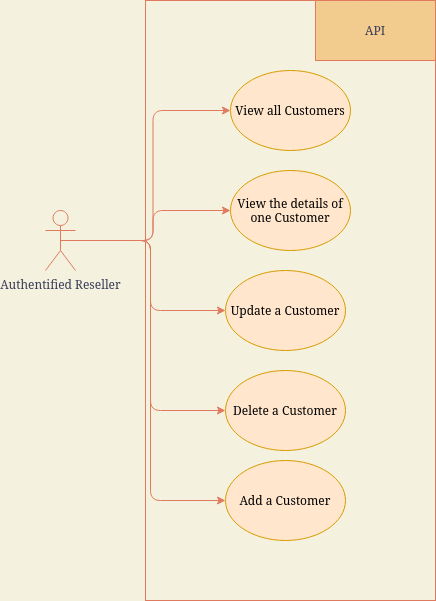 API
View all Customers
View the details of
one Customer
Authentified Reseller
Update a Customer
Delete a Customer
Add a Customer